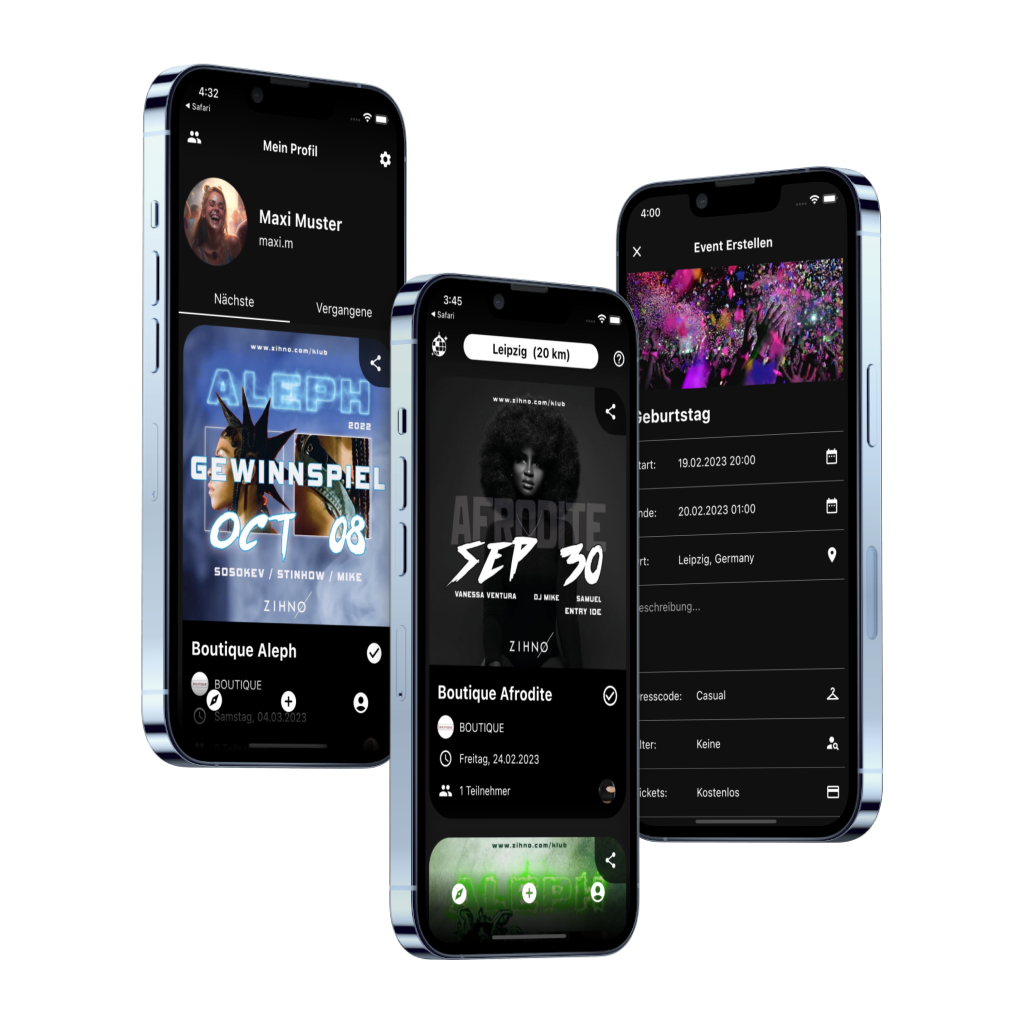 4:32
Safari
Mein Profil
Maxi Muster
maxi.m
Nächste
Vergangene
www.zihno.com/klub
ALEPH
2022
GEWINNSPIEL
OCT 08
SOSOKEV / STINHOW / MIKE
ZIHNO
Boutique Aleph
BOUTIQUE
Samstag, 04.03.2023
3:45
Safari
Leipzig (20 km)
www.zihno.com/klub
AFRODITE
SEP 30
VANESSA VENTURA DJ MIKE SAMUEL
ENTRY 10E
ZIHNO
Boutique Afrodite
BOUTIQUE
Freitag, 24.02.2023
1 Teilnehmer
www.zihno.com/klub
ALEPH
4:00
Event Erstellen
Geburtstag
tart: 19.02.2023 20:00
nde: 20.02.2023 01:00
rt: Leipzig, Germany
eschreibung...
resscode: Casual
lter: Keine
ickets: Kostenlos